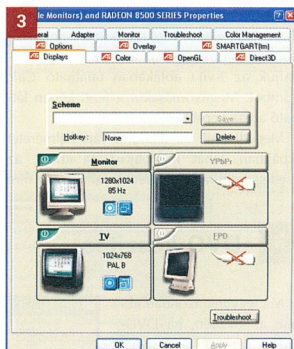 3
le Monitors) and RADEON 8500 SERIES Properties
eral Adapter Monitor Troubleshoot Color Management
Options Overlay SMARTGART(tm)
Displays Color OpenGL Direct3D
Scheme
Save
Hotkey: None Delete
Monitor YPbPr
1280x1024
85 Hz
TV FPD
1024x768
PAL B
Troubleshoot...
OK Cancel Apply Help